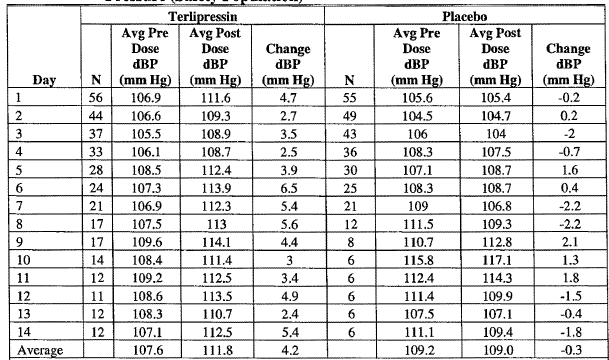 Terlipressin Placebo
Day N Avg Pre Dose dBP (mm Hg) Avg Post Dose dBP (mm Hg) Change dBP (mm Hg) N Avg Pre Dose dBP (mm Hg) Avg Post Dose dBP (mm Hg) Change dBP (mm Hg)
1 56 106.9 111.6 4.7 55 105.6 105.4 -0.2
2 44 106.6 109.3 2.7 49 104.5 104.7 0.2
3 37 105.5 108.9 3.5 43 106 104 -2
4 33 106.1 108.7 2.5 36 108.3 107.5 -0.7
5 28 108.5 112.4 3.9 30 107.1 108.7 1.6
6 24 107.3 113.9 6.5 25 108.3 108.7 0.4
7 21 106.9 112.3 5.4 21 109 106.8 -2.2
8 17 107.5 113 5.6 12 111.5 109.3 -2.2
9 17 109.6 114.1 4.4 8 110.7 112.8 2.1
10 14 108.4 111.4 3 6 115.8 117.1 1.3
11 12 109.2 112.5 3.4 6 112.4 114.3 1.8
12 11 108.6 113.5 4.9 6 111.4 109.9 -1.5
13 12 108.3 110.7 2.4 6 107.5 107.1 -0.4
14 12 107.1 112.5 5.4 6 111.1 109.4 -1.8
Average 107.6 111.8 4.2 109.2 109.0 -0.3